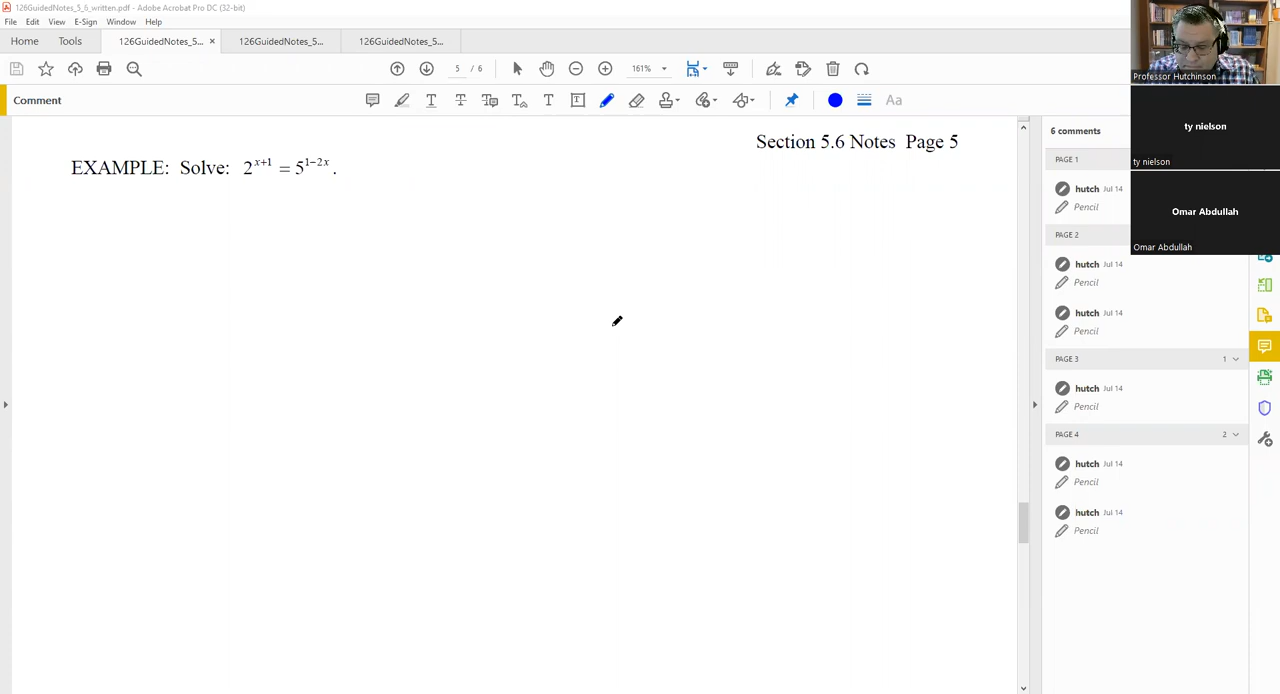 126GuidedNotes_5_6_written.pdf - Adobe Acrobat Pro DC (32-bit)
File Edit View E-Sign Window Help
Home Tools 126GuidedNotes_5... × 126GuidedNotes_5... 126GuidedNotes_5...
5 / 6 161%
Comment
Aa
Section 5.6 Notes Page 5
EXAMPLE: Solve: 2^{x+1} = 5^{1−2x}.
6 comments
PAGE 1
hutch Jul 14
Pencil
PAGE 2
hutch Jul 14
Pencil
hutch Jul 14
Pencil
PAGE 3 1
hutch Jul 14
Pencil
PAGE 4 2
hutch Jul 14
Pencil
hutch Jul 14
Pencil
Professor Hutchinson
ty nielson
ty nielson
Omar Abdullah
Omar Abdullah